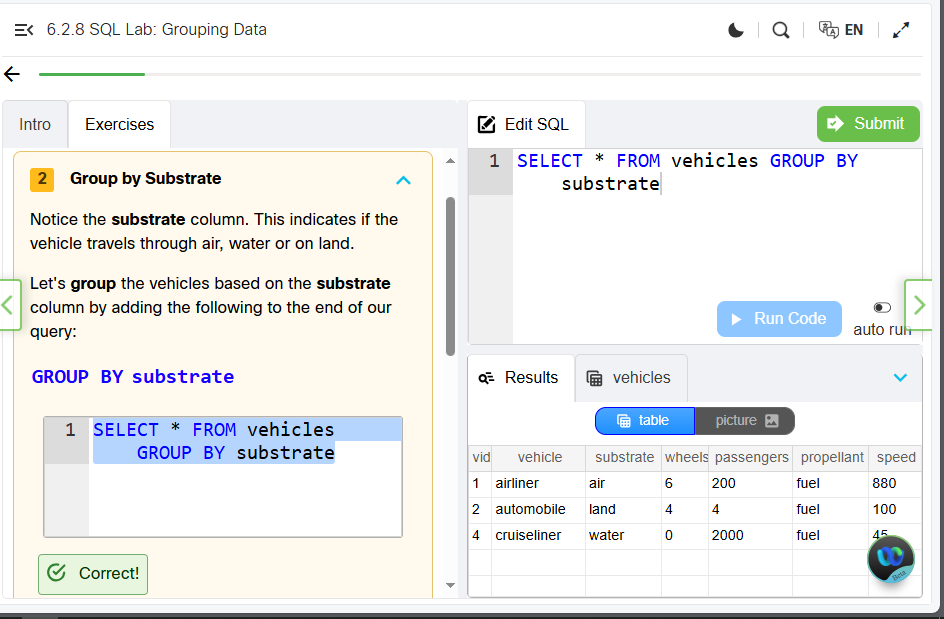 6.2.8 SQL Lab: Grouping Data
EN
Intro
Exercises
2 Group by Substrate
Notice the substrate column. This indicates if the
vehicle travels through air, water or on land.
Let's group the vehicles based on the substrate
column by adding the following to the end of our
query:
GROUP BY substrate
1 SELECT * FROM vehicles
GROUP BY substrate
Correct!
Edit SQL
Submit
1 SELECT * FROM vehicles GROUP BY
substrate
Run Code
auto run
Results
vehicles
table
picture
vid vehicle substrate wheels passengers propellant speed
1 airliner air 6 200 fuel 880
2 automobile land 4 4 fuel 100
4 cruiseliner water 0 2000 fuel 45
Beta